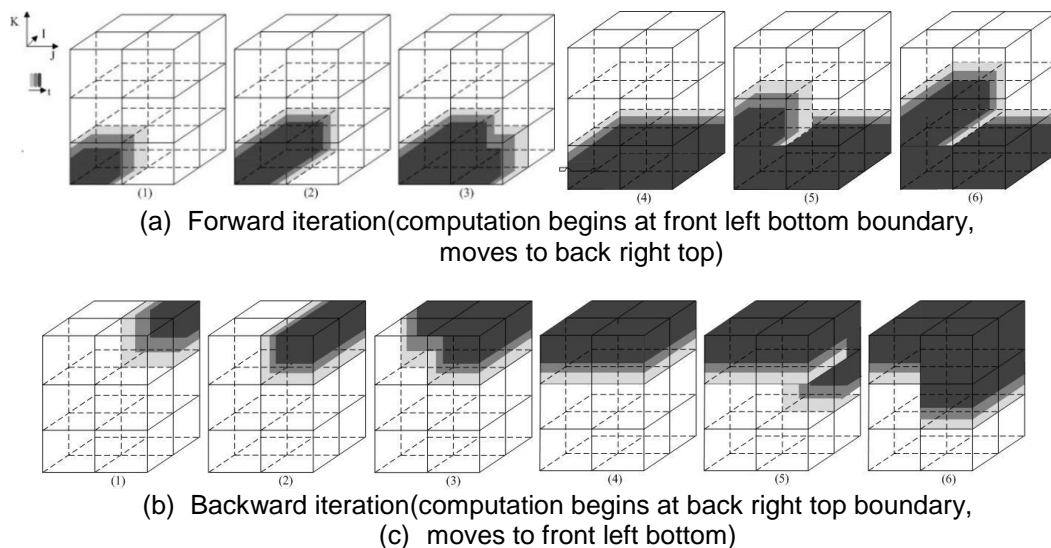 K
I
J
t
(1) (2) (3) (4) (5) (6)
(a) Forward iteration(computation begins at front left bottom boundary,
moves to back right top)
(1) (2) (3) (4) (5) (6)
(b) Backward iteration(computation begins at back right top boundary,
(c) moves to front left bottom)